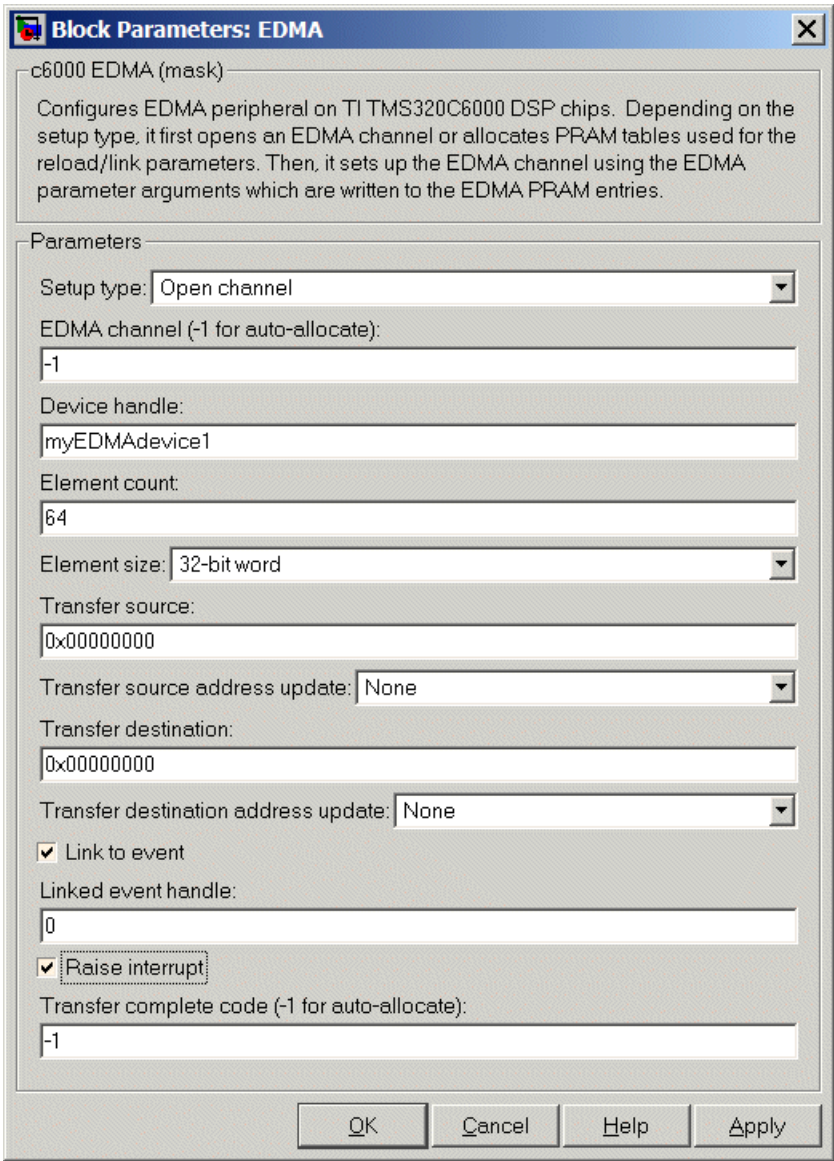 Block Parameters: EDMA
c6000 EDMA (mask)
Configures EDMA peripheral on TI TMS320C6000 DSP chips. Depending on the
setup type, it first opens an EDMA channel or allocates PRAM tables used for the
reload/link parameters. Then, it sets up the EDMA channel using the EDMA
parameter arguments which are written to the EDMA PRAM entries.
Parameters
Setup type: Open channel
EDMA channel (-1 for auto-allocate):
-1
Device handle:
myEDMAdevice1
Element count:
64
Element size: 32-bit word
Transfer source:
0x00000000
Transfer source address update: None
Transfer destination:
0x00000000
Transfer destination address update: None
Link to event
Linked event handle:
0
Raise interrupt
Transfer complete code (-1 for auto-allocate):
-1
OK Cancel Help Apply